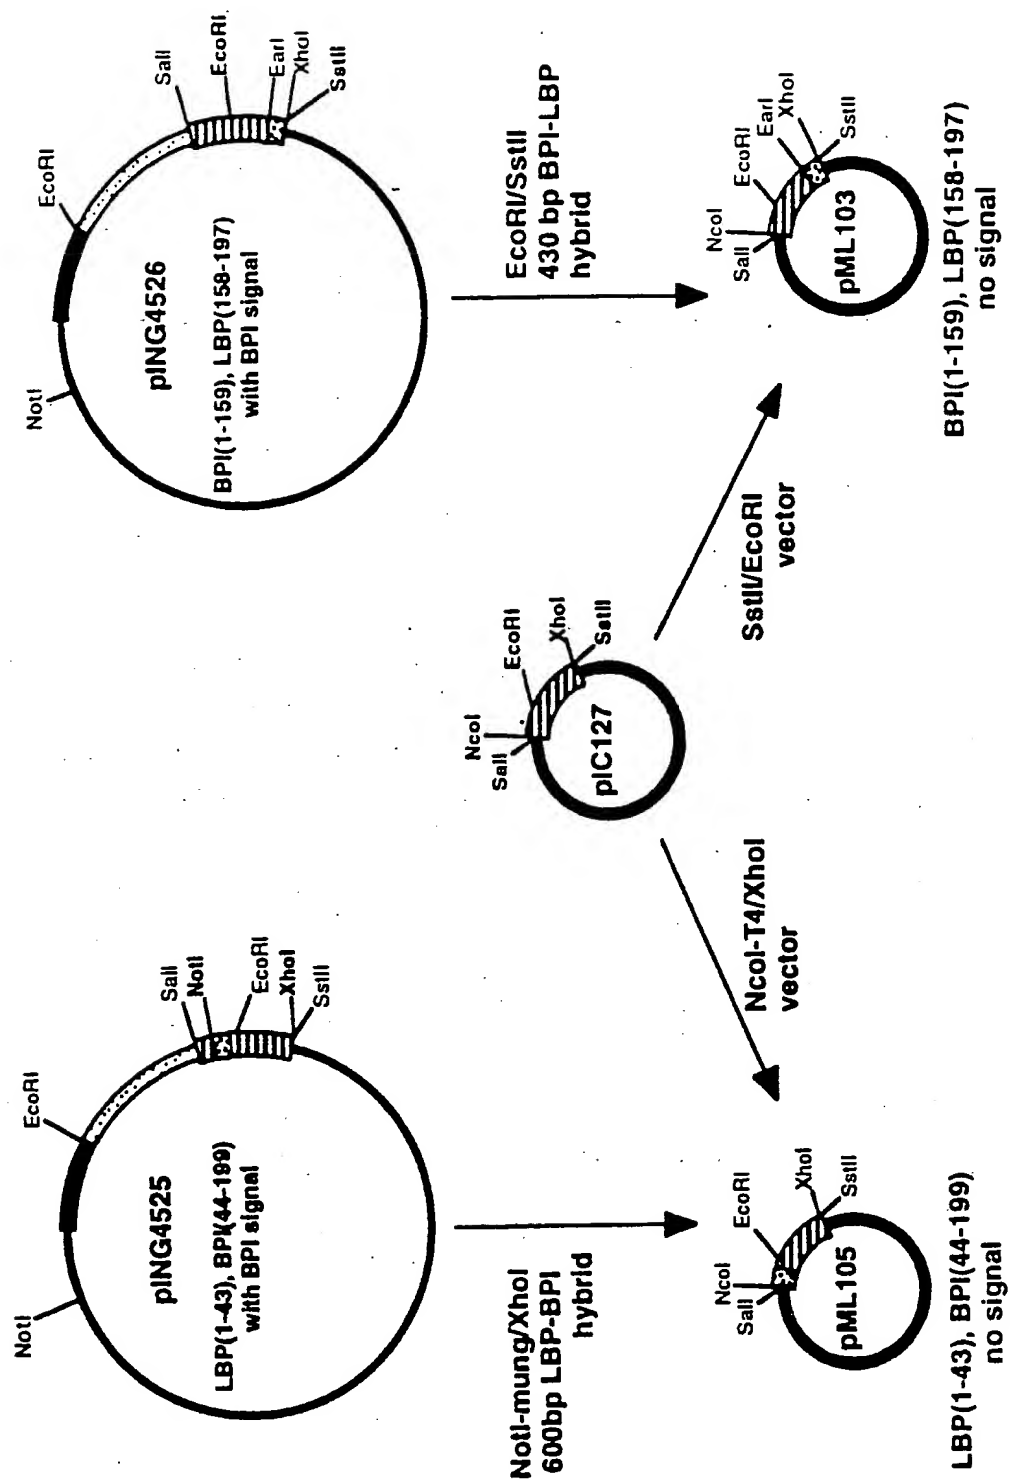 NotI
EcoRI
SalI
NotI
EcoRI
XhoI
SstII
pING4525
LBP(1-43), BPI(44-199)
with BPI signal
NotI
EcoRI
SalI
EcoRI
EarI
XhoI
SstII
pING4526
BPI(1-159), LBP(158-197)
with BPI signal
NotI-mung/XhoI
600bp LBP-BPI
hybrid
NcoI
SalI
EcoRI
XhoI
SstII
pIC127
EcoRI/SstII
430 bp BPI-LBP
hybrid
NcoI-T4/XhoI
vector
SstII/EcoRI
vector
NcoI
SalI
EcoRI
XhoI
SstII
pML105
LBP(1-43), BPI(44-199)
no signal
NcoI
SalI
EcoRI
EarI
XhoI
SstII
pML103
BPI(1-159), LBP(158-197)
no signal